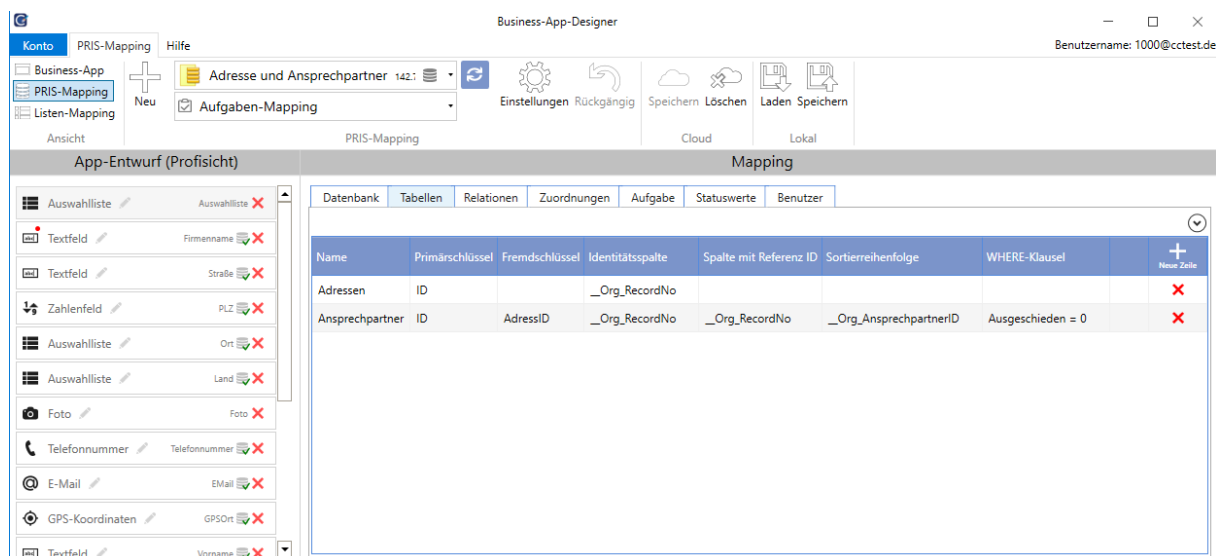 Business-App-Designer
Konto PRIS-Mapping Hilfe Benutzername: 1000@cctest.de
Business-App
PRIS-Mapping
Listen-Mapping
Ansicht
Neu
Adresse und Ansprechpartner 142.:
Aufgaben-Mapping
Einstellungen Rückgängig
PRIS-Mapping
Speichern Löschen
Cloud
Laden Speichern
Lokal
App-Entwurf (Profisicht)
Auswahlliste Auswahlliste
Textfeld Firmenname
Textfeld Straße
Zahlenfeld PLZ
Auswahlliste Ort
Auswahlliste Land
Foto Foto
Telefonnummer Telefonnummer
E-Mail EMail
GPS-Koordinaten GPSOrt
Textfeld Vorname
Mapping
Datenbank Tabellen Relationen Zuordnungen Aufgabe Statuswerte Benutzer
Name Primärschlüssel Fremdschlüssel Identitätsspalte Spalte mit Referenz ID Sortierreihenfolge WHERE-Klausel Neue Zeile
Adressen ID __Org_RecordNo
Ansprechpartner ID AdressID __Org_RecordNo __Org_RecordNo __Org_AnsprechpartnerID Ausgeschieden = 0